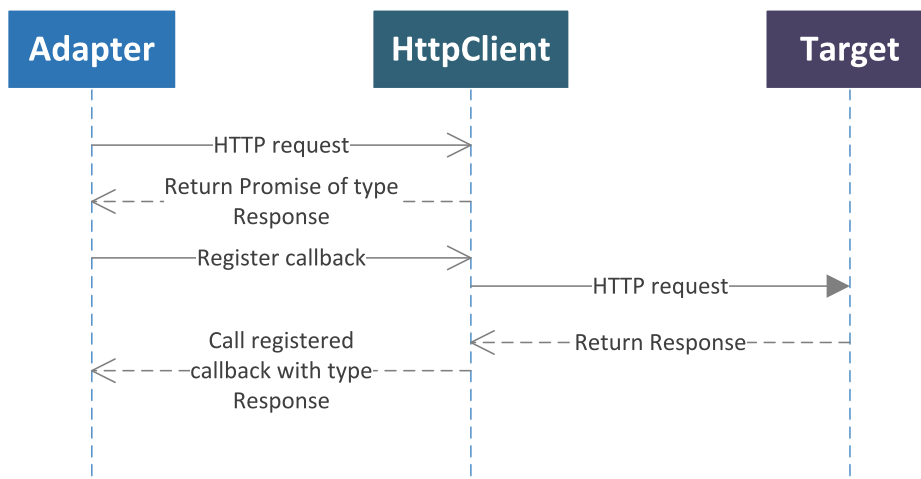 Adapter
HttpClient
Target
HTTP request
Return Promise of type
Response
Register callback
HTTP request
Return Response
Call registered
callback with type
Response